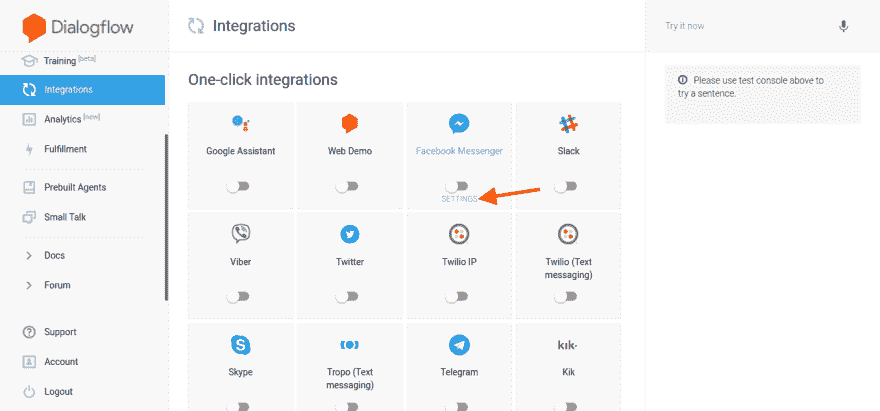 Dialogflow
Training [beta]
Integrations
Analytics [new]
Fulfillment
Prebuilt Agents
Small Talk
Docs
Forum
Support
Account
Logout
Integrations
One-click integrations
Google Assistant
Web Demo
Facebook Messenger
Slack
SETTINGS
Viber
Twitter
Twilio IP
Twilio (Text
messaging)
Skype
Tropo (Text
messaging)
Telegram
kik·
Kik
Try it now
Please use test console above to
try a sentence.